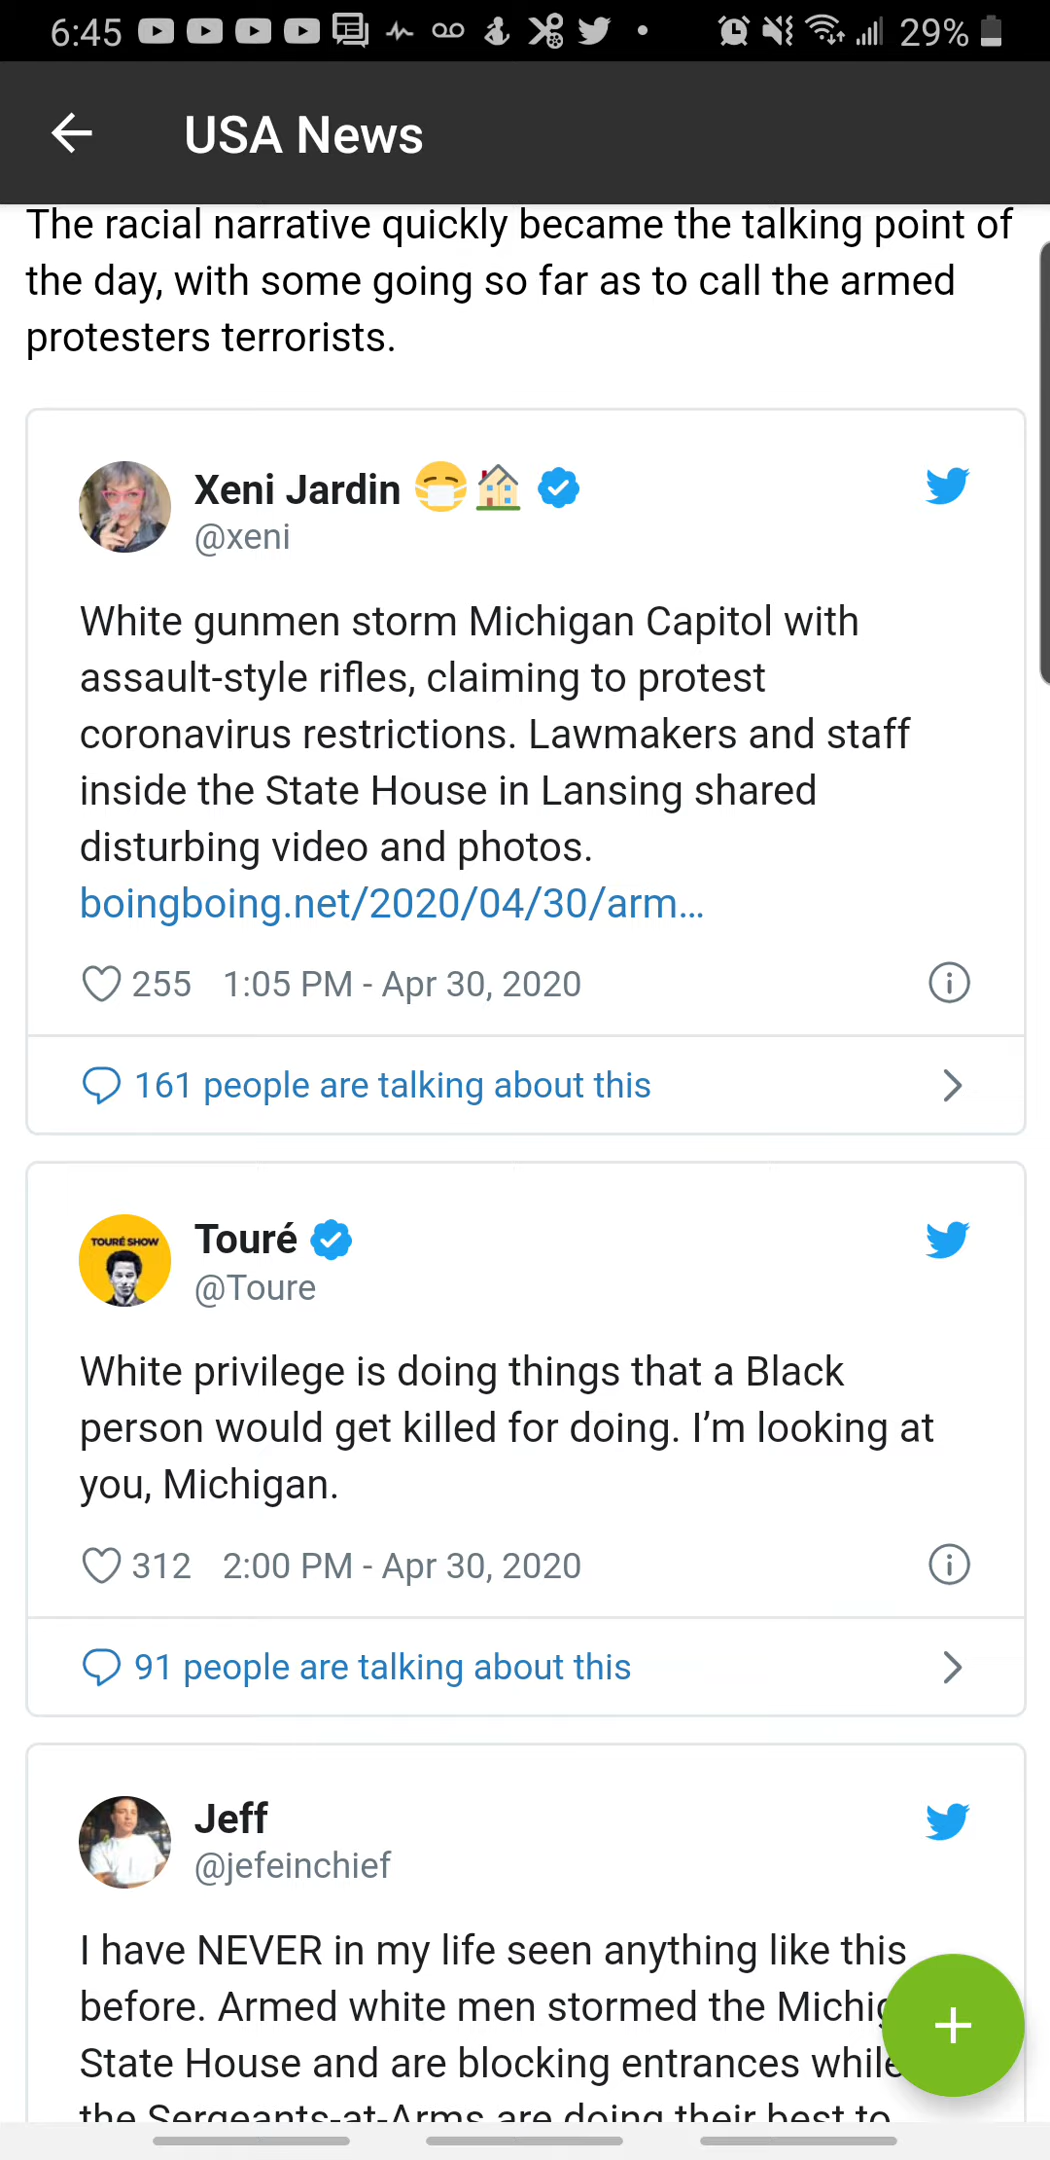 6:45 29%
USA News
The racial narrative quickly became the talking point of
the day, with some going so far as to call the armed
protesters terrorists.
Xeni Jardin
@xeni
White gunmen storm Michigan Capitol with
assault-style rifles, claiming to protest
coronavirus restrictions. Lawmakers and staff
inside the State House in Lansing shared
disturbing video and photos.
boingboing.net/2020/04/30/arm...
255 1:05 PM - Apr 30, 2020
161 people are talking about this
TOURÉ SHOW
Touré
@Toure
White privilege is doing things that a Black
person would get killed for doing. I’m looking at
you, Michigan.
312 2:00 PM - Apr 30, 2020
91 people are talking about this
Jeff
@jefeinchief
I have NEVER in my life seen anything like this
before. Armed white men stormed the Michig
State House and are blocking entrances while
the Sergeants-at-Arms are doing their best to